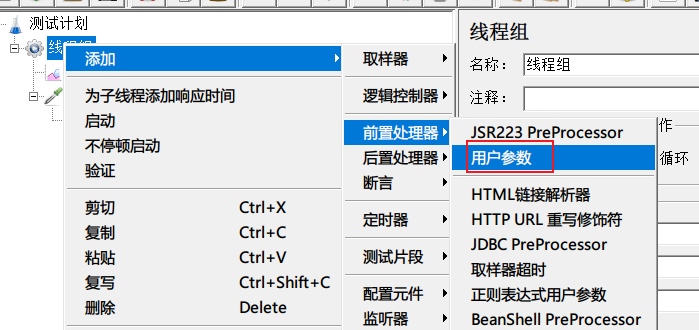 测试计划
线程组
添加
为子线程添加响应时间
启动
不停顿启动
验证
剪切 Ctrl+X
复制 Ctrl+C
粘贴 Ctrl+V
复写 Ctrl+Shift+C
删除 Delete
取样器
逻辑控制器
前置处理器
后置处理器
断言
定时器
测试片段
配置元件
监听器
JSR223 PreProcessor
用户参数
HTML链接解析器
HTTP URL 重写修饰符
JDBC PreProcessor
取样器超时
正则表达式用户参数
BeanShell PreProcessor
线程组
名称： 线程组
注释：
作
循环